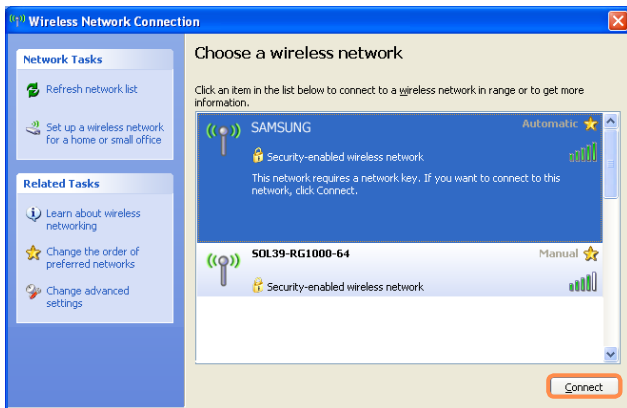 Wireless Network Connection
Network Tasks
Refresh network list
Set up a wireless network
for a home or small office
Related Tasks
Learn about wireless
networking
Change the order of
preferred networks
Change advanced
settings
Choose a wireless network
Click an item in the list below to connect to a wireless network in range or to get more
information.
SAMSUNG
Automatic
Security-enabled wireless network
This network requires a network key. If you want to connect to this
network, click Connect.
SOL39-RG1000-64
Manual
Security-enabled wireless network
Connect